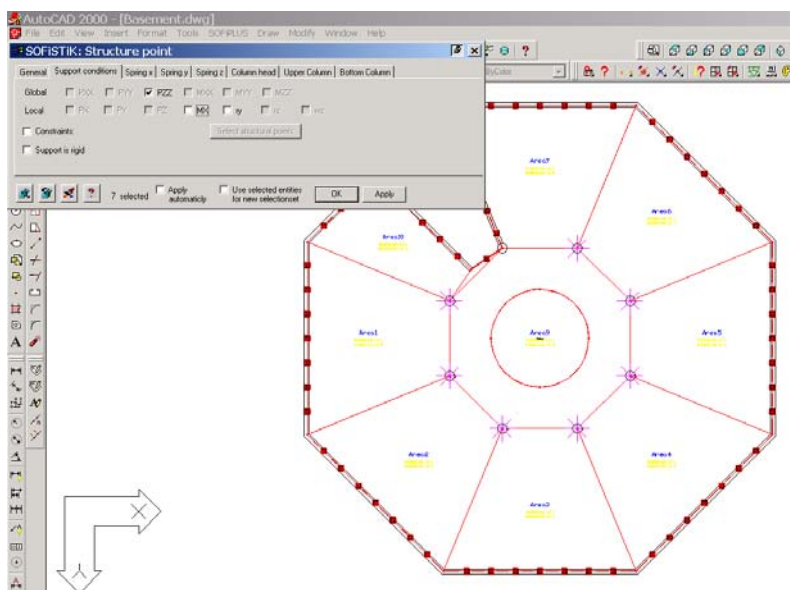 AutoCAD 2000 - [Basement.dwg]
File Edit View Insert Format Tools SOFiPLUS Draw Modify Window Help
SOFiSTiK: Structure point
General Support conditions Spring x Spring y Spring z Column head Upper Column Bottom Column
ByColor
Global PXX PYY PZZ MXX MYY MZZ
Local PX PY PZ MX
Constraints Select structural points
Support is rigid
7 selected Apply automaticly Use selected entities for new selectionset OK Apply
Area7
Area6
Area1 Area9 Area5
Area2 Area4
Area3
X
Y